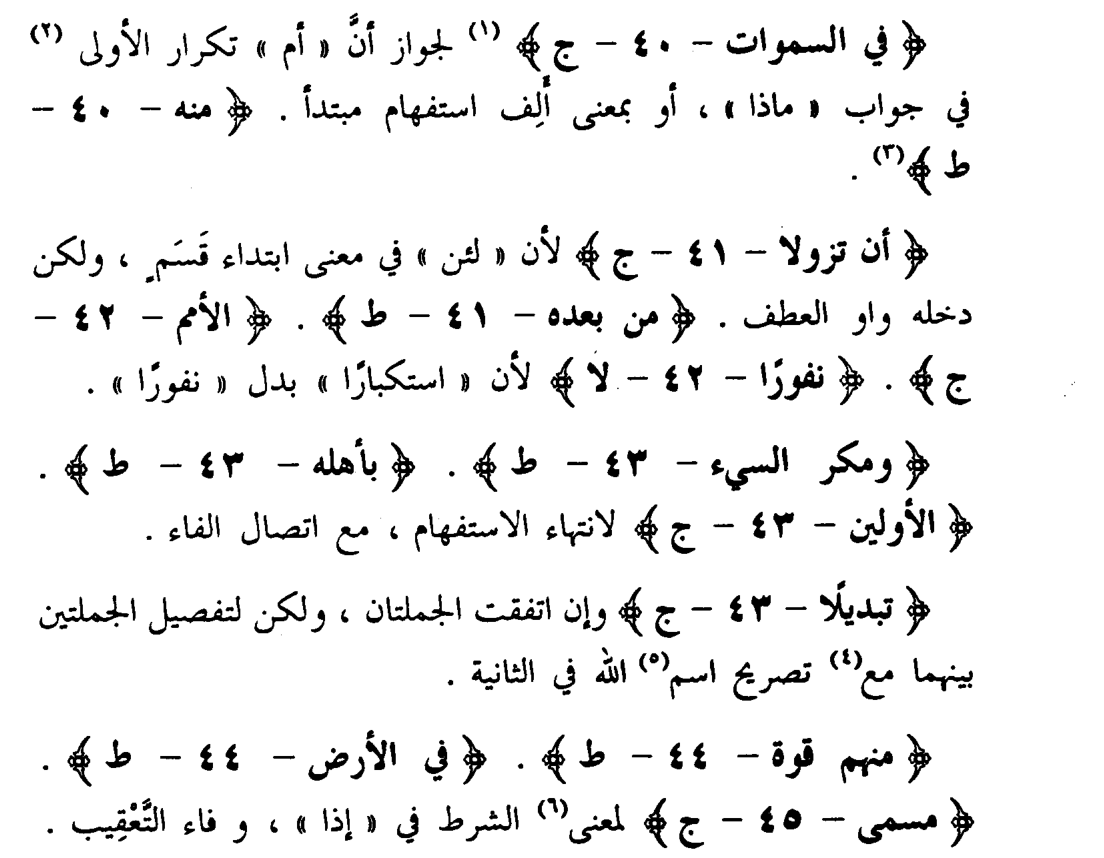 ﴿ في السموات – ٤٠ – ج ﴾ (١) لجواز أنَّ « أم » تكرار الأولى (٢)
في جواب « ماذا » ، أو بمعنى ألِف استفهام مبتدأ . ﴿ منه – ٤٠ –
ط ﴾(٣) .
﴿ أن تزولا – ٤١ – ج ﴾ لأن « لئن » في معنى ابتداء قَسَمٍ ، ولكن
دخله واو العطف . ﴿ من بعده – ٤١ – ط ﴾ . ﴿ الأمم – ٤٢ –
ج ﴾ . ﴿ نفورًا – ٤٢ – لا ﴾ لأن « استكبارًا » بدل « نفورًا » .
﴿ ومكر السيء – ٤٣ – ط ﴾ . ﴿ بأهله – ٤٣ – ط ﴾ .
﴿ الأولين – ٤٣ – ج ﴾ لانتهاء الاستفهام ، مع اتصال الفاء .
﴿ تبديلًا – ٤٣ – ج ﴾ وإن اتفقت الجملتان ، ولكن لتفصيل الجملتين
بينهما مع(٤) تصريح اسم(٥) الله في الثانية .
﴿ منهم قوة – ٤٤ – ط ﴾ . ﴿ في الأرض – ٤٤ – ط ﴾ .
﴿ مسمى – ٤٥ – ج ﴾ لمعنى(٦) الشرط في « إذا » ، و فاء التَّعْقِيب .